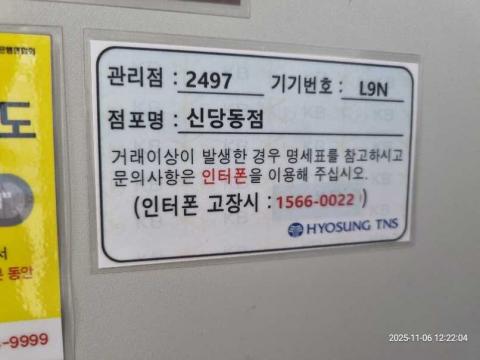 관리점 : 2497 기기번호 : L9N
점포명 : 신당동점
거래이상이 발생한 경우 명세표를 참고하시고
문의사항은 인터폰을 이용해 주십시오.
(인터폰 고장시 : 1566-0022 )
HYOSUNG TNS
도
서
동안
-9999
2025-11-06 12:22:04